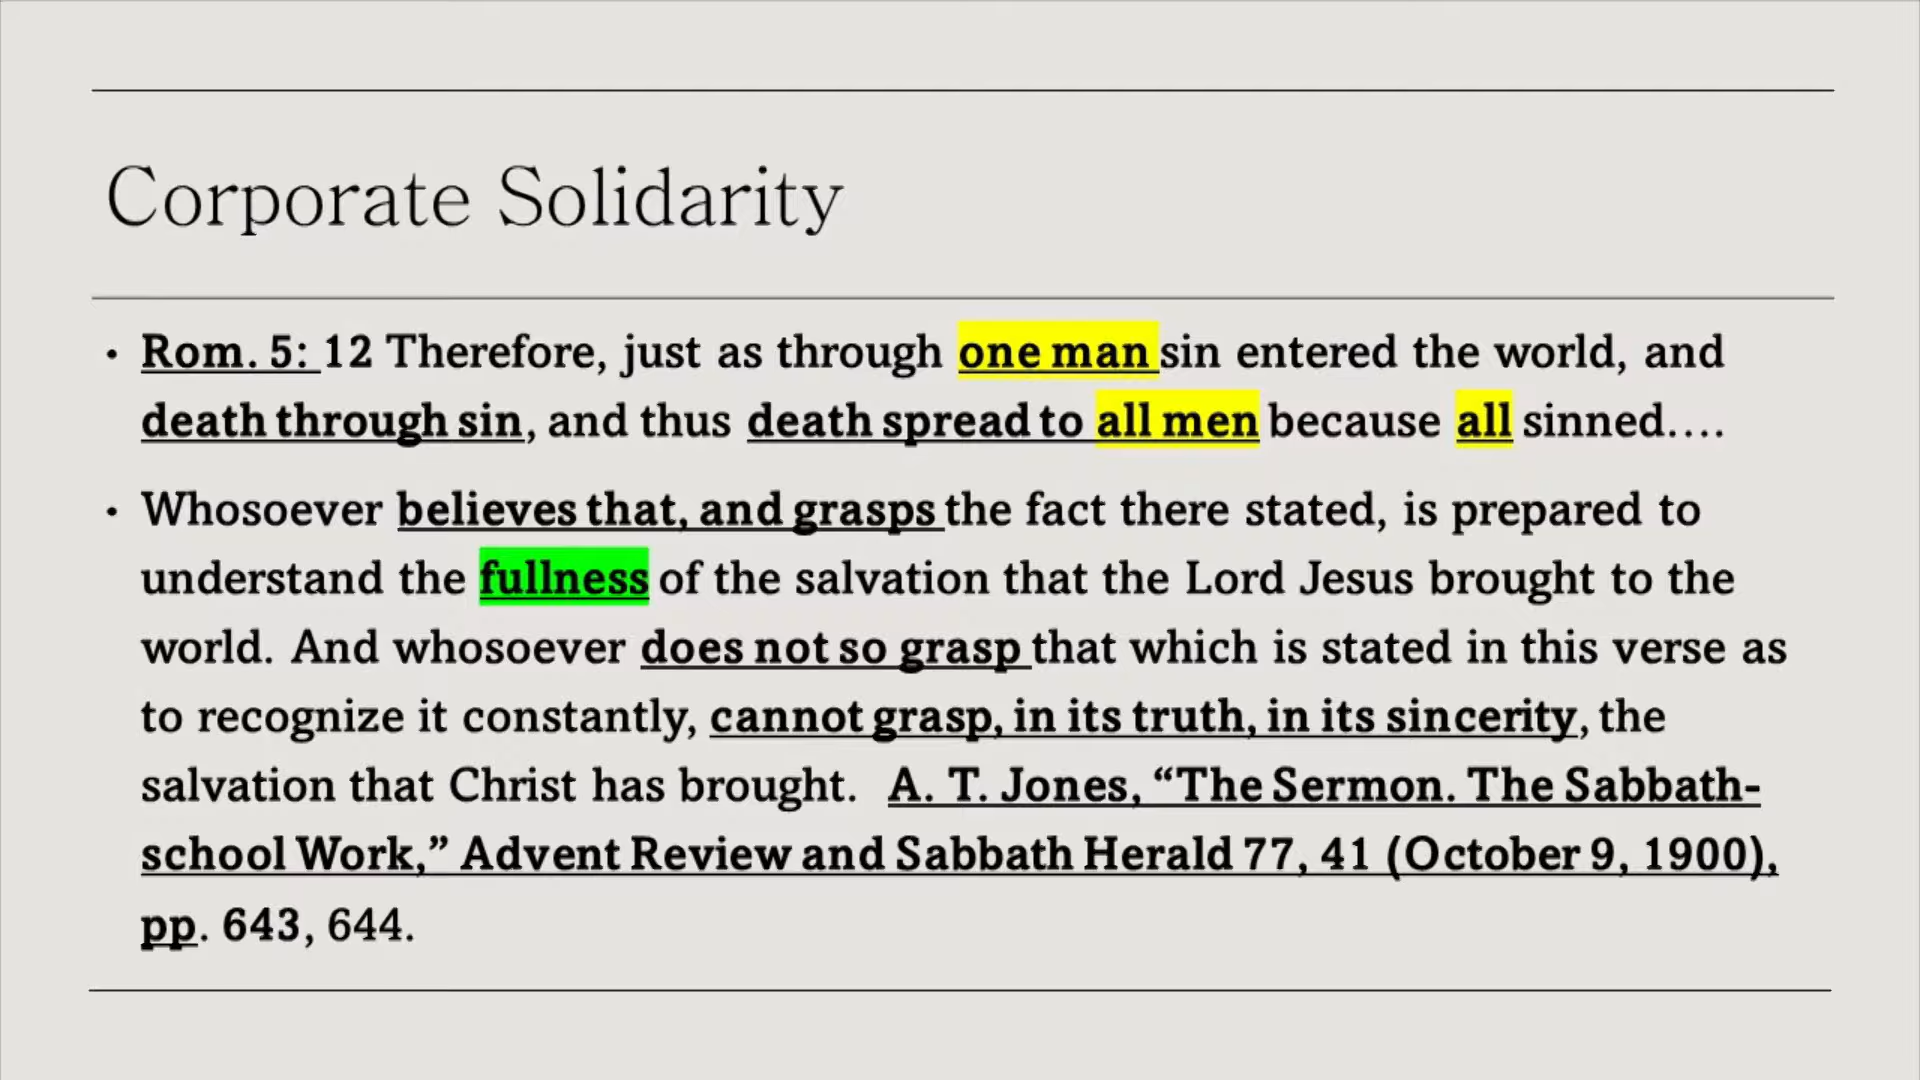 Corporate Solidarity
• Rom. 5: 12 Therefore, just as through one man sin entered the world, and
death through sin, and thus death spread to all men because all sinned….
• Whosoever believes that, and grasps the fact there stated, is prepared to
understand the fullness of the salvation that the Lord Jesus brought to the
world. And whosoever does not so grasp that which is stated in this verse as
to recognize it constantly, cannot grasp, in its truth, in its sincerity, the
salvation that Christ has brought. A. T. Jones, “The Sermon. The Sabbath-
school Work,” Advent Review and Sabbath Herald 77, 41 (October 9, 1900),
pp. 643, 644.